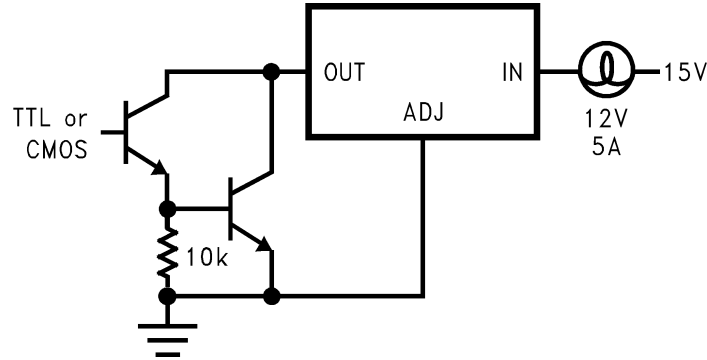 OUT
IN
15V
TTL or
CMOS
ADJ
12V
5A
10k